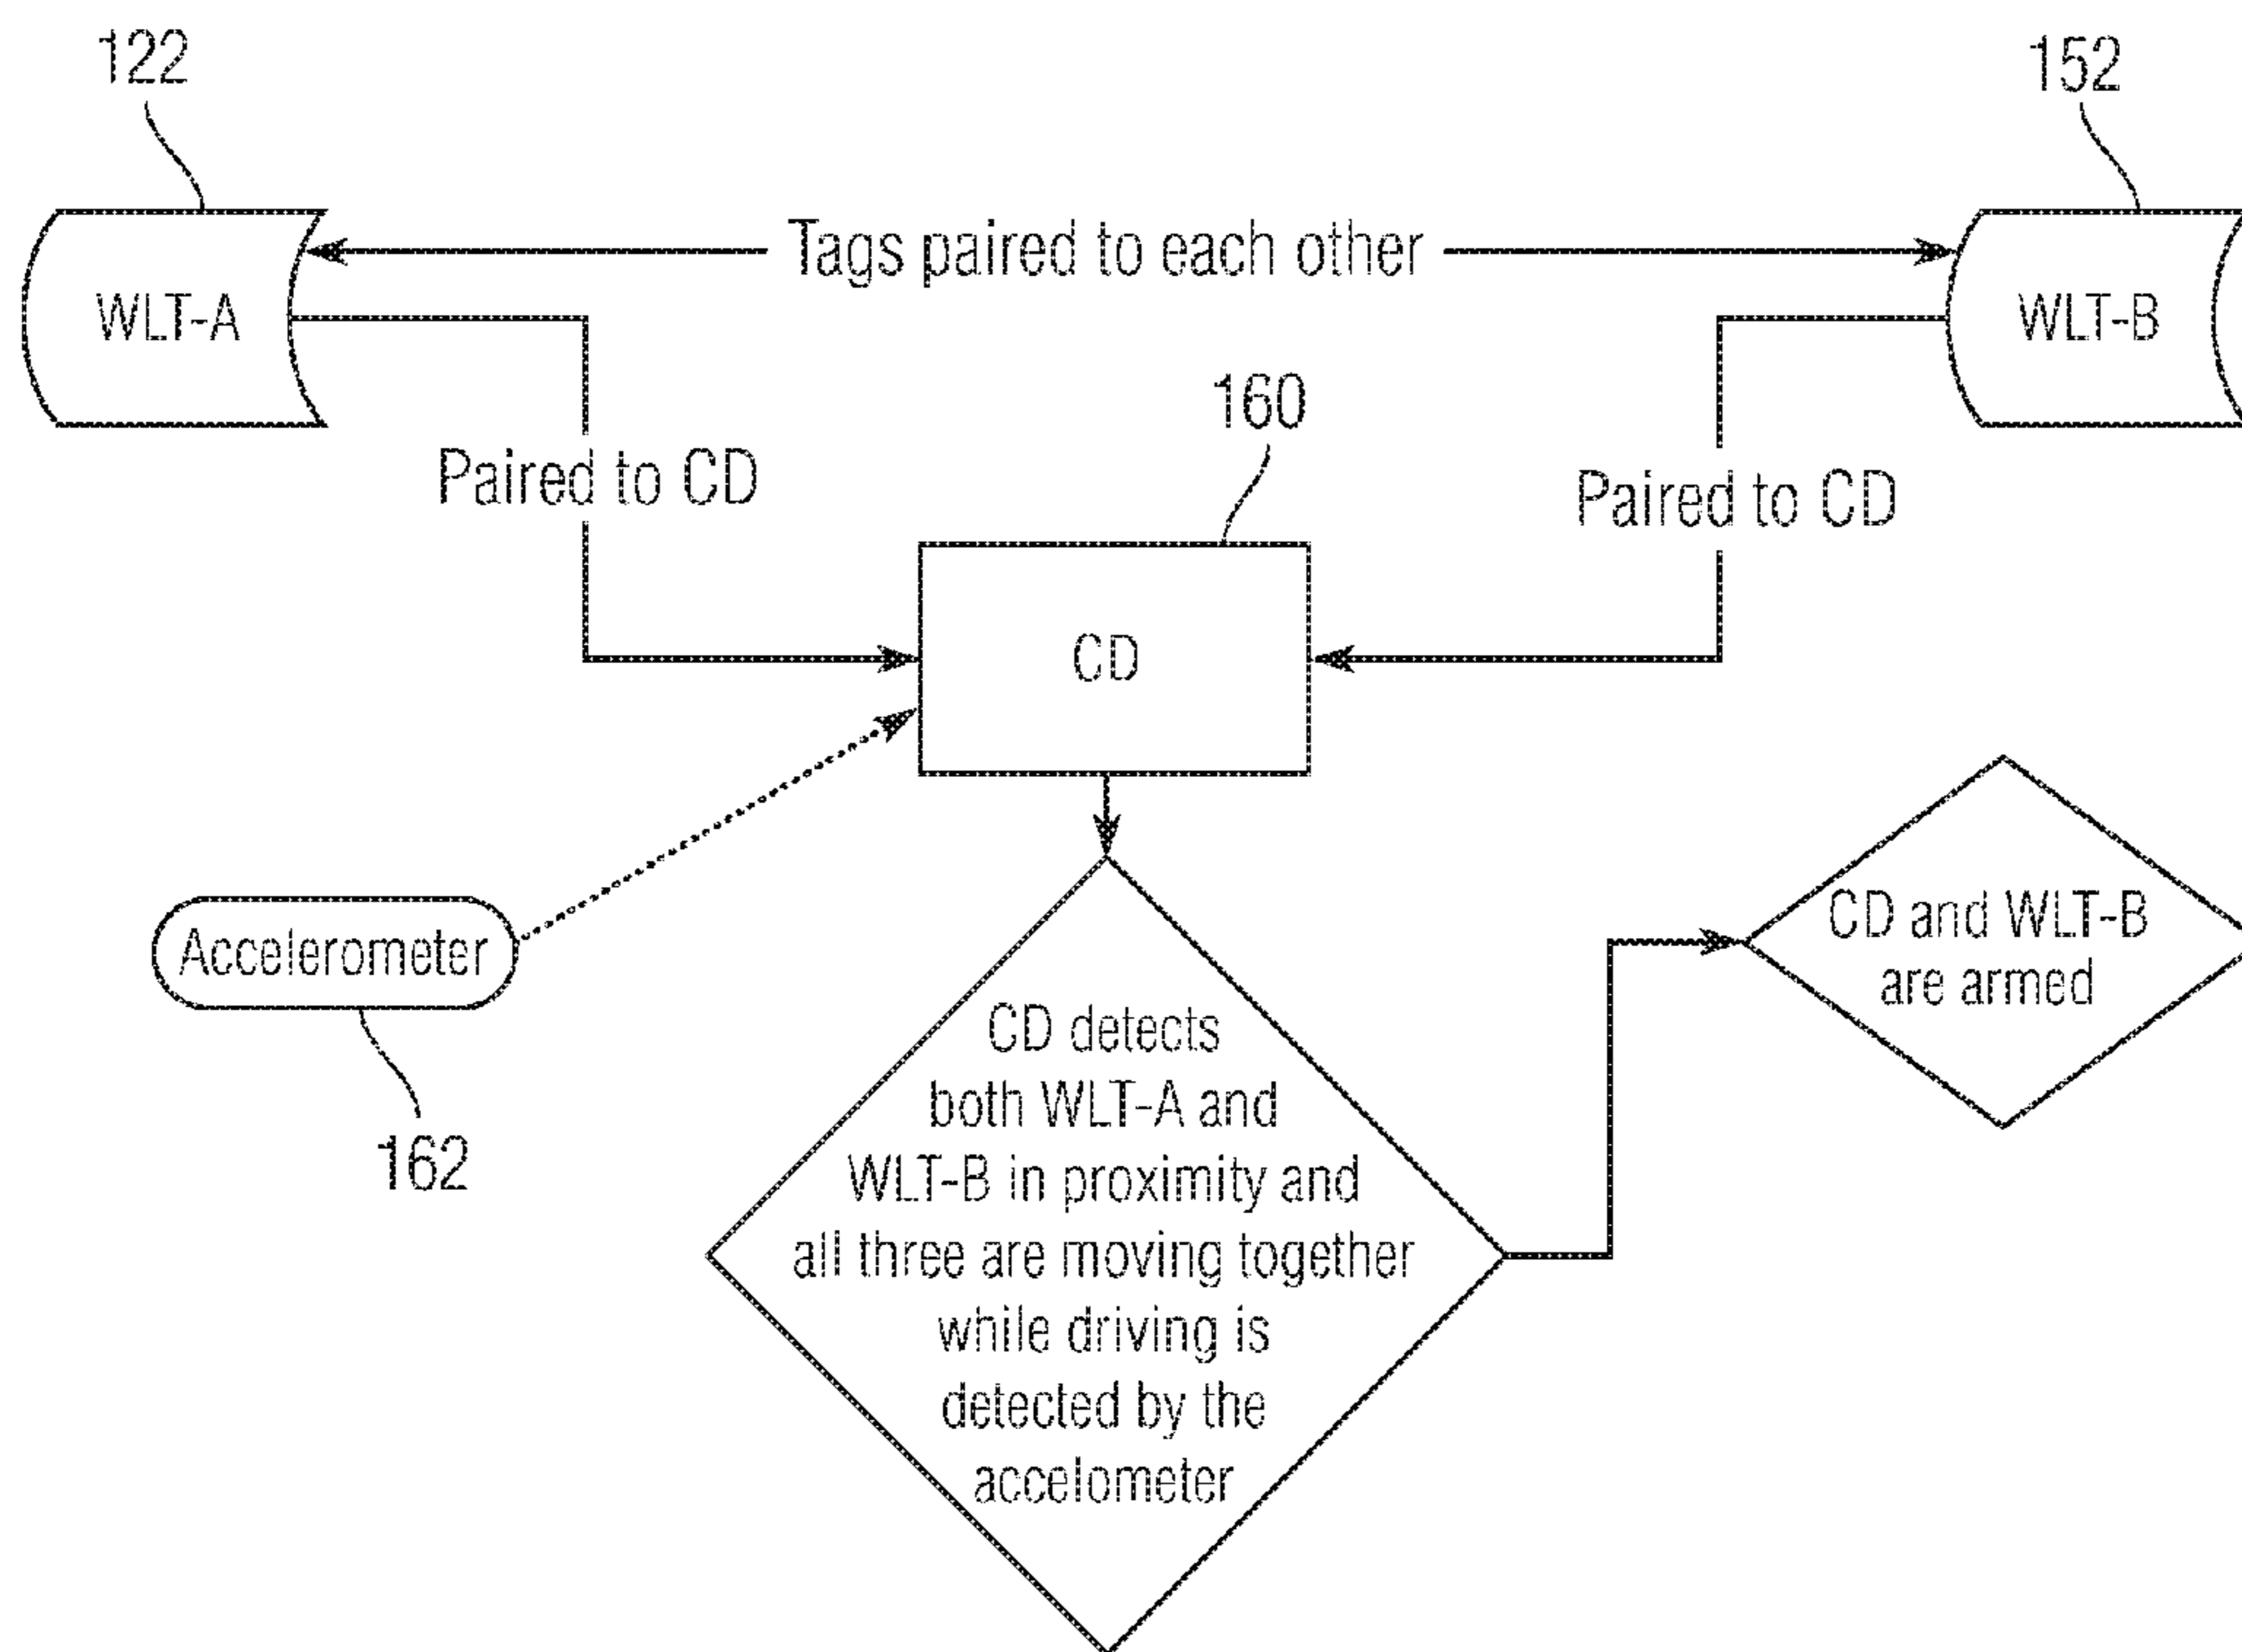 122
152
Tags paired to each other
WLT-A
WLT-B
160
Paired to CD
Paired to CD
CD
CD and WLT-B
are armed
Accelerometer
162
CD detects
both WLT-A and
WLT-B in proximity and
all three are moving together
while driving is
detected by the
accelometer